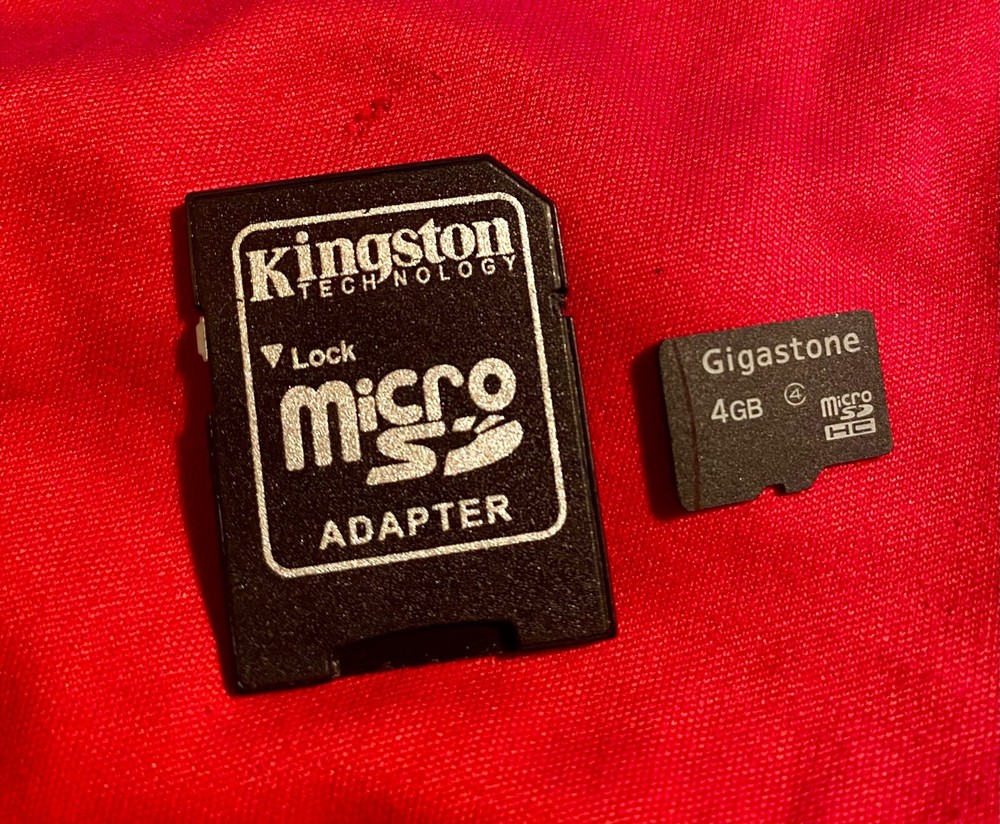 Kingston
TECHNOLOGY
Lock
micro
SD
ADAPTER
Gigastone
4GB
4
micro
SD
HC